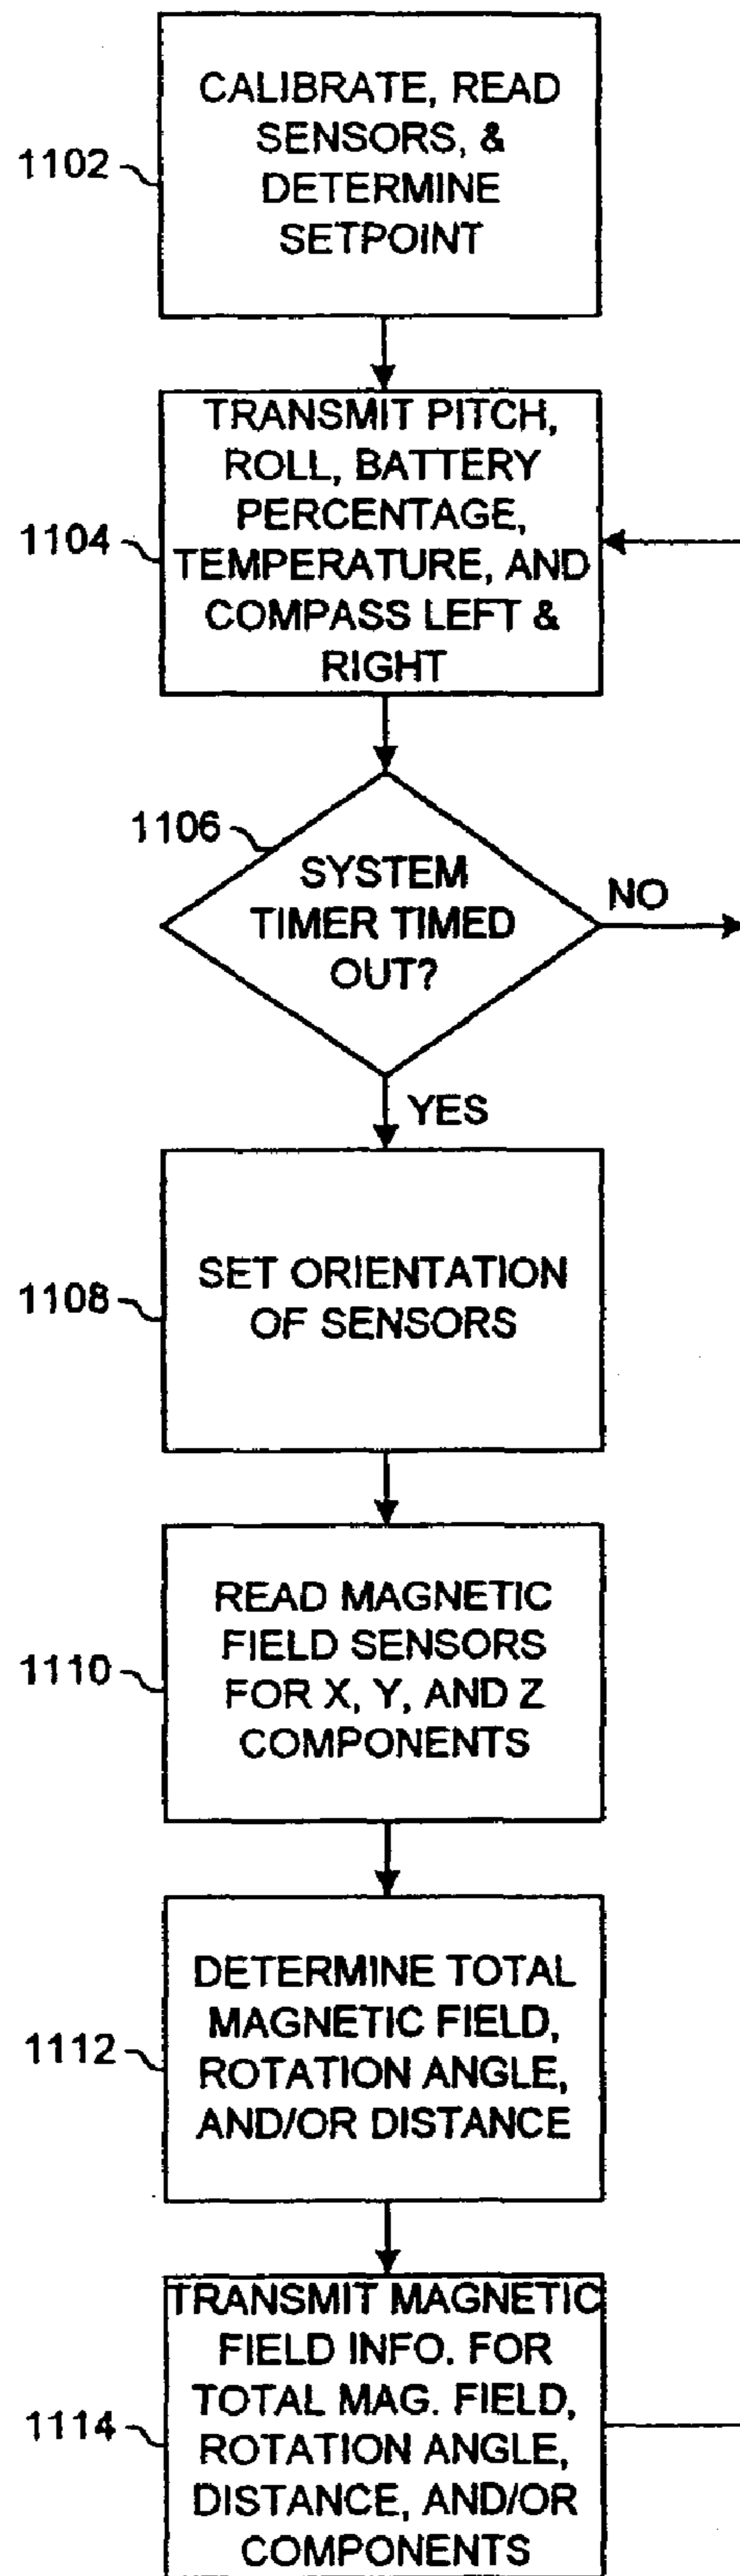 CALIBRATE, READ
SENSORS, &
DETERMINE
SETPOINT
1102
TRANSMIT PITCH,
ROLL, BATTERY
PERCENTAGE,
TEMPERATURE, AND
COMPASS LEFT &
RIGHT
1104
1106
SYSTEM
TIMER TIMED
OUT?
NO
YES
SET ORIENTATION
OF SENSORS
1108
READ MAGNETIC
FIELD SENSORS
FOR X, Y, AND Z
COMPONENTS
1110
DETERMINE TOTAL
MAGNETIC FIELD,
ROTATION ANGLE,
AND/OR DISTANCE
1112
TRANSMIT MAGNETIC
FIELD INFO. FOR
TOTAL MAG. FIELD,
ROTATION ANGLE,
DISTANCE, AND/OR
COMPONENTS
1114